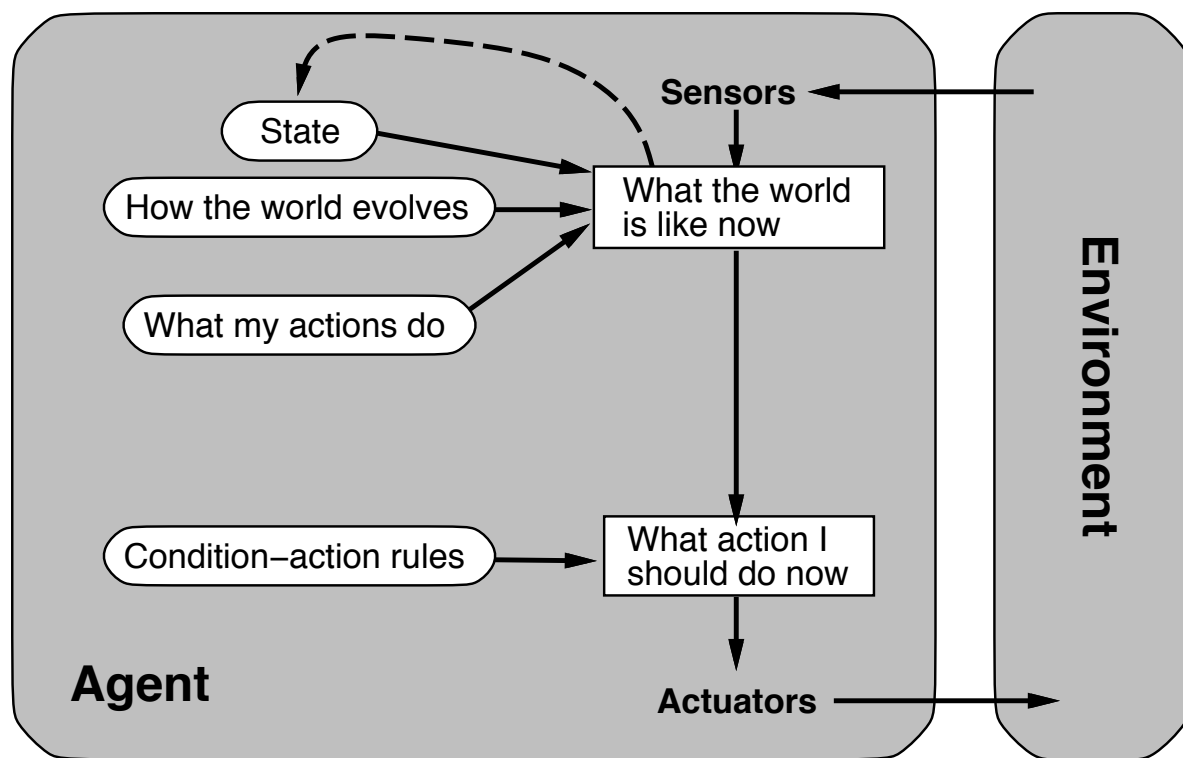 Sensors
State
What the world
is like now
How the world evolves
What my actions do
Environment
Condition–action rules
What action I
should do now
Agent
Actuators